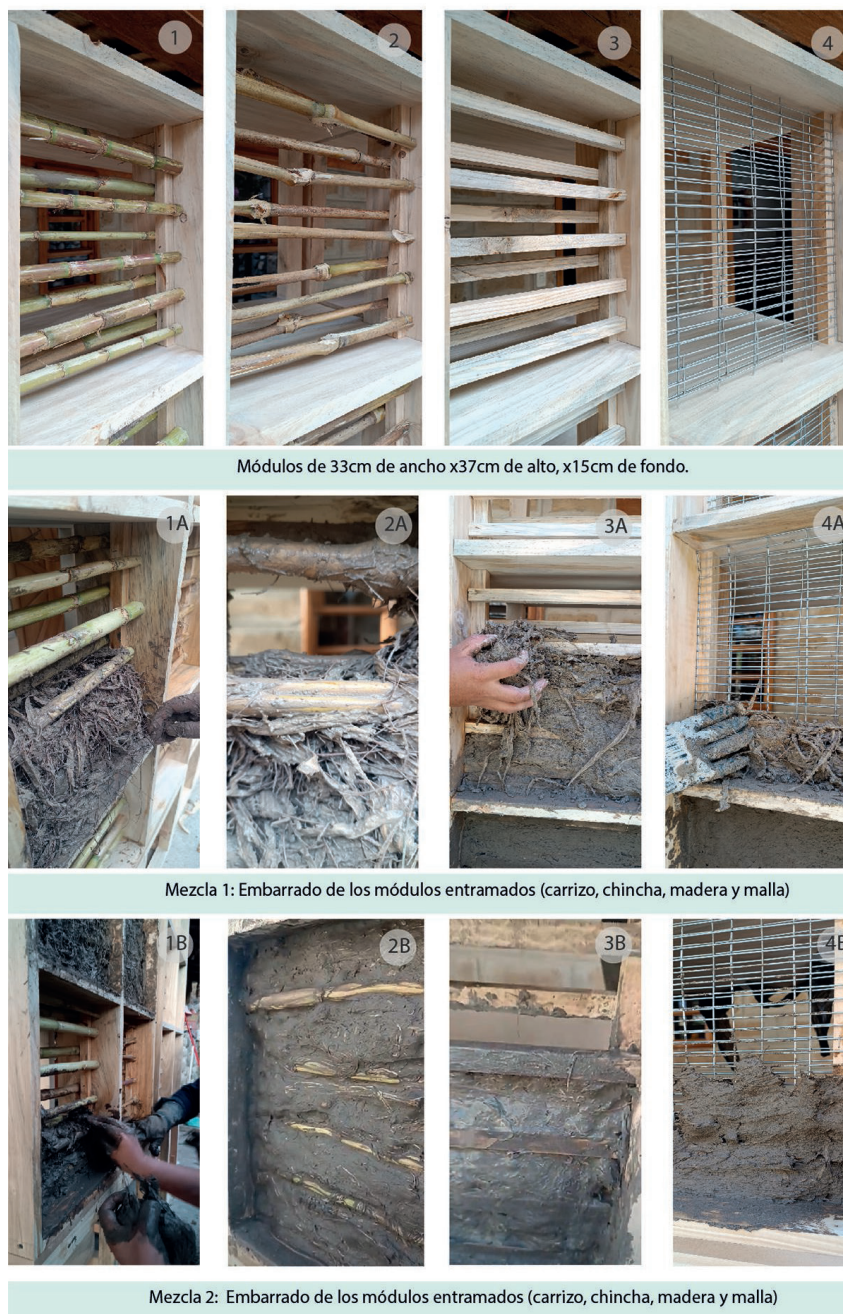 1
2
3
4
Módulos de 33cm de ancho x37cm de alto, x15cm de fondo.
1A
2A
3A
4A
Mezcla 1: Embarrado de los módulos entramados (carrizo, chincha, madera y malla)
1B
2B
3B
4B
Mezcla 2: Embarrado de los módulos entramados (carrizo, chincha, madera y malla)